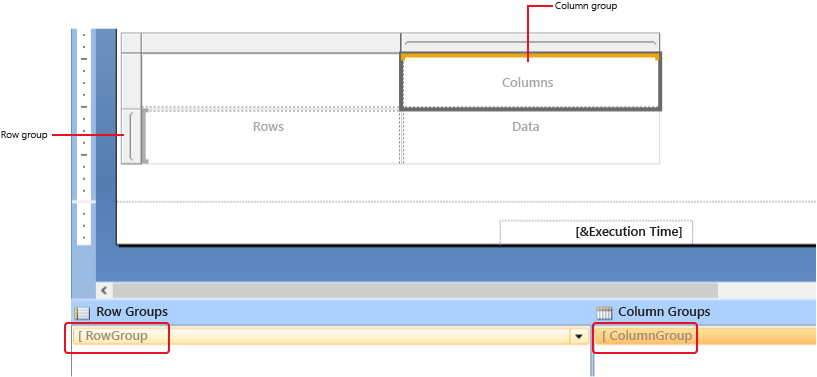 Column group
Columns
Rows
Data
Row group
[&Execution Time]
Row Groups
Column Groups
[ RowGroup
[ ColumnGroup